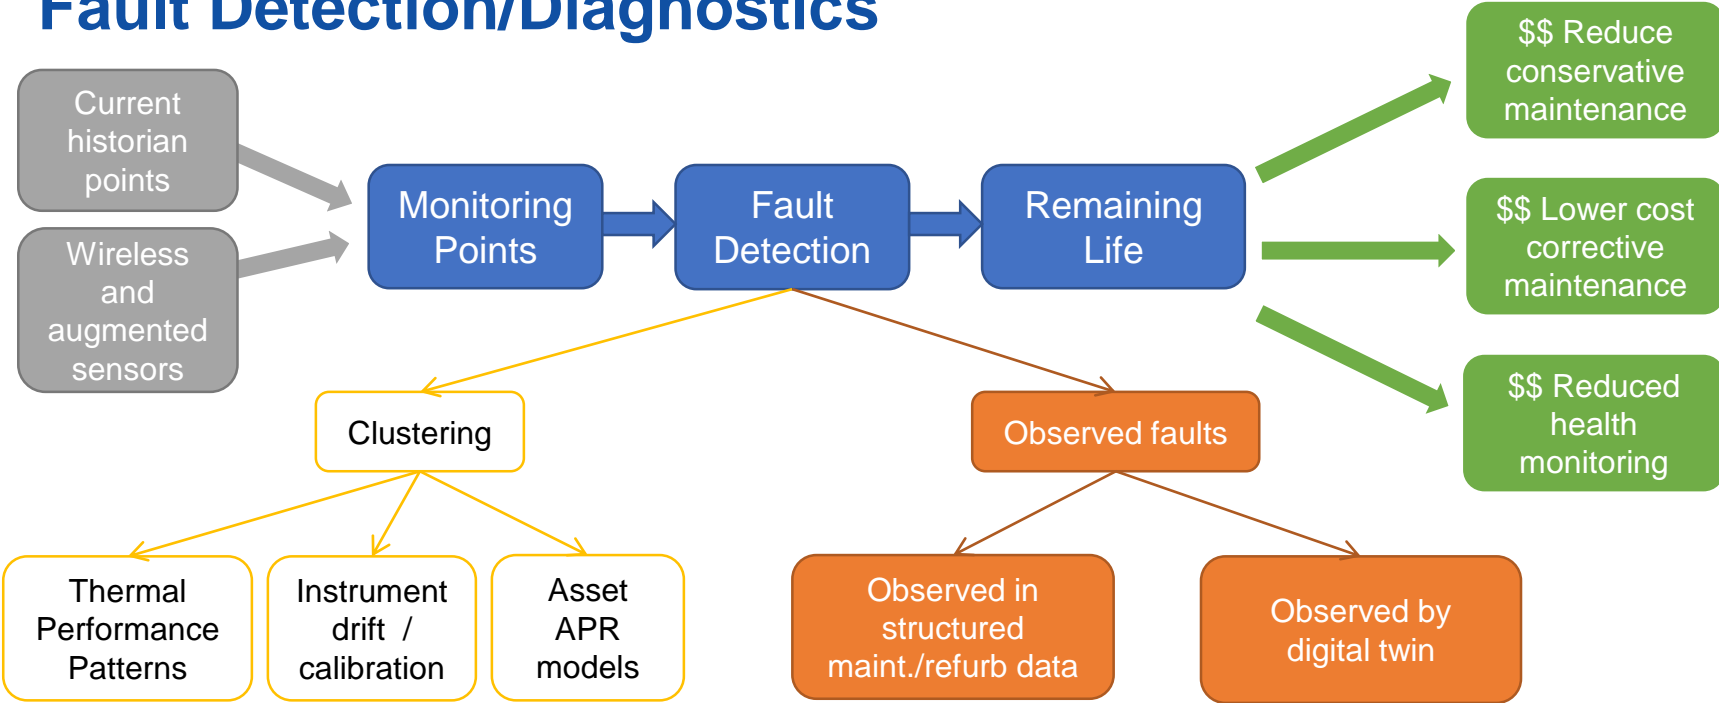 Fault Detection/Diagnostics
Current
historian
points
Wireless
and
augmented
sensors
Monitoring
Points
Fault
Detection
Remaining
Life
$$ Reduce
conservative
maintenance
$$ Lower cost
corrective
maintenance
$$ Reduced
health
monitoring
Clustering
Observed faults
Thermal
Performance
Patterns
Instrument
drift /
calibration
Asset
APR
models
Observed in
structured
maint./refurb data
Observed by
digital twin